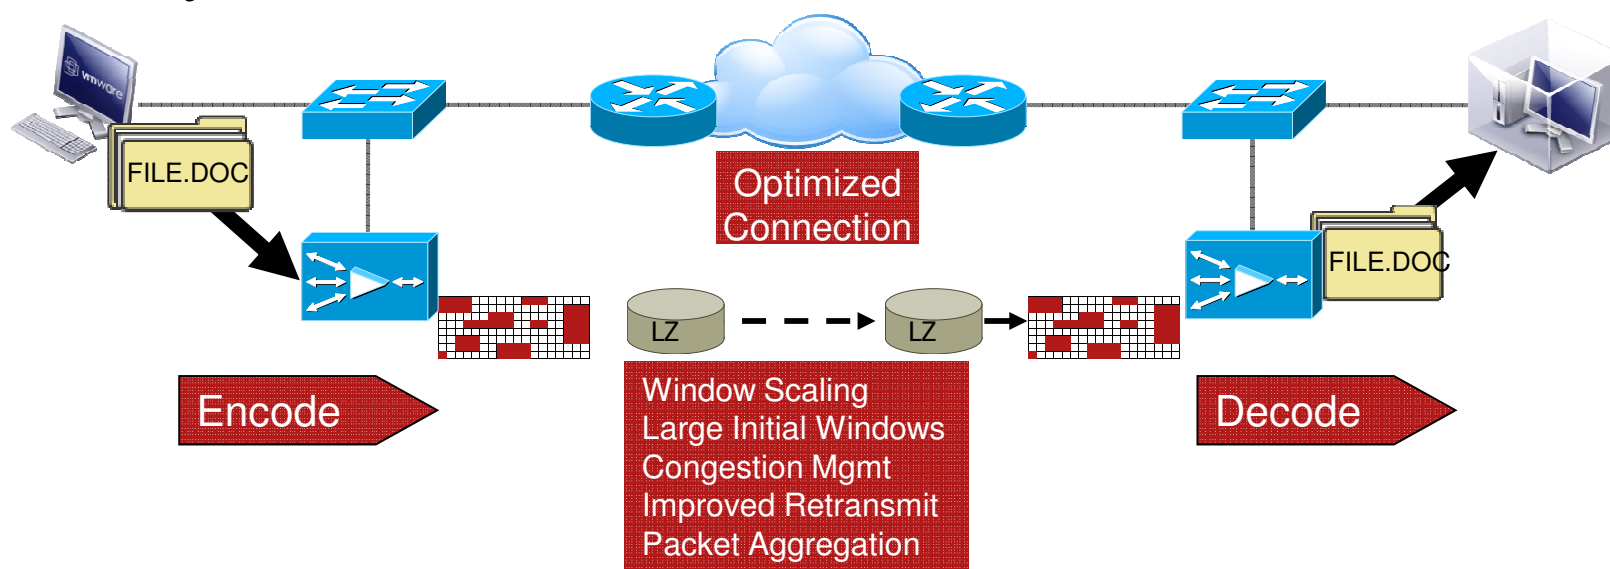 vmware
FILE.DOC
Optimized
Connection
FILE.DOC
LZ
LZ
Encode
Window Scaling
Large Initial Windows
Congestion Mgmt
Improved Retransmit
Packet Aggregation
Decode